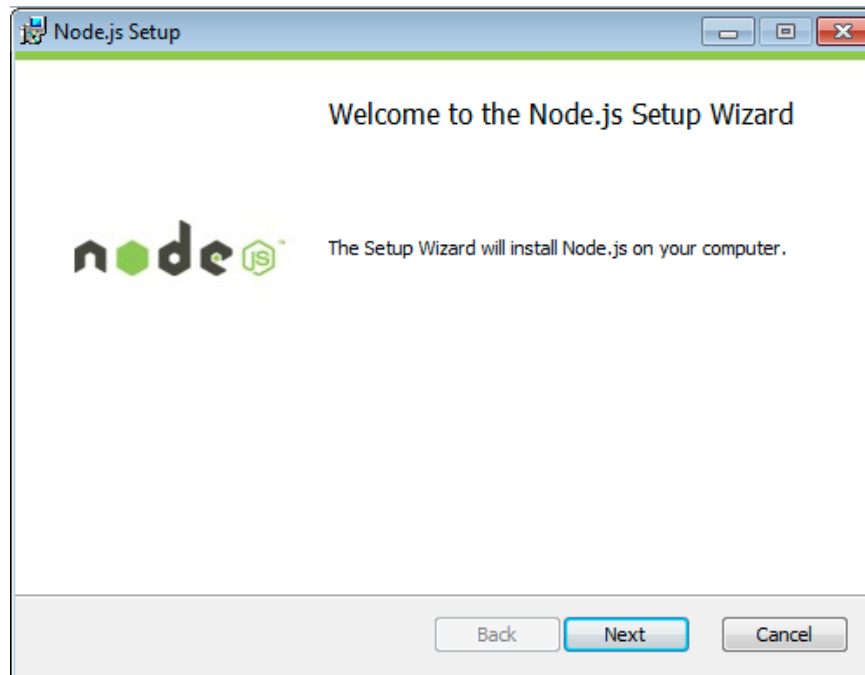 Node.js Setup
Welcome to the Node.js Setup Wizard
node JS™
The Setup Wizard will install Node.js on your computer.
Back Next Cancel